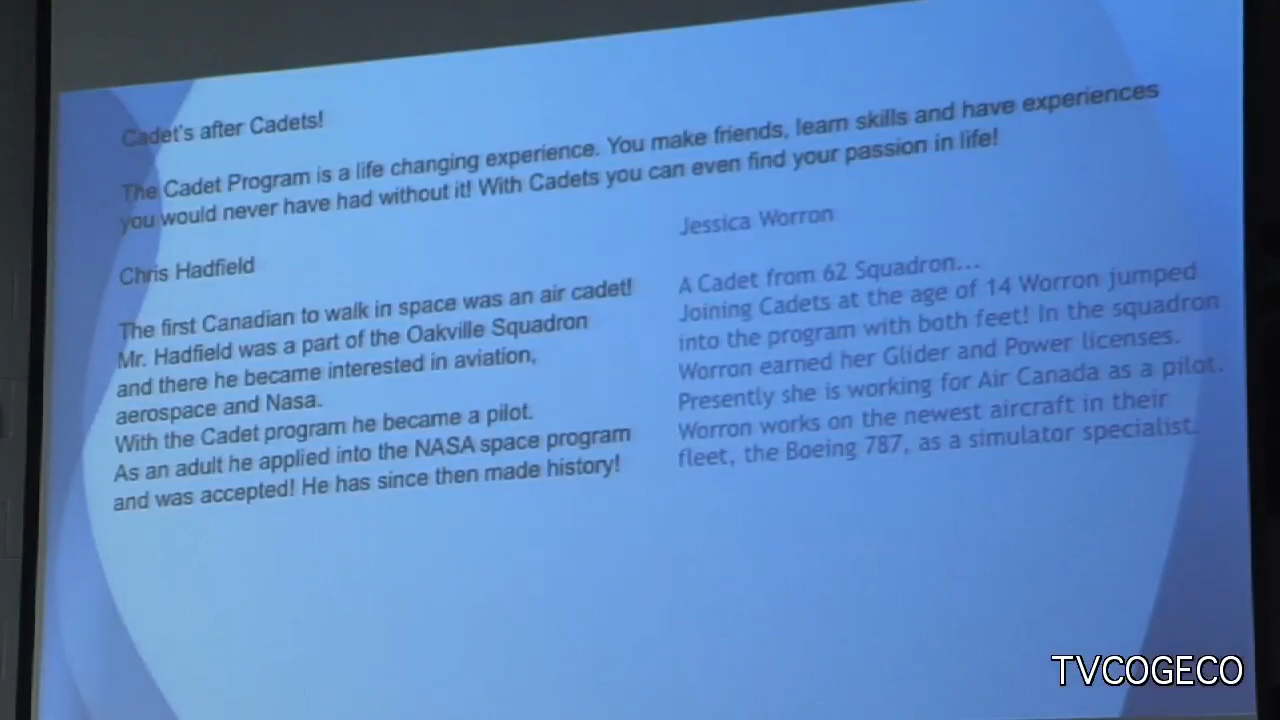 Cadet's after Cadets!
The Cadet Program is a life changing experience. You make friends, learn skills and have experiences
you would never have had without it! With Cadets you can even find your passion in life!
Chris Hadfield
The first Canadian to walk in space was an air cadet!
Mr. Hadfield was a part of the Oakville Squadron
and there he became interested in aviation,
aerospace and Nasa.
With the Cadet program he became a pilot.
As an adult he applied into the NASA space program
and was accepted! He has since then made history!
Jessica Worron
A Cadet from 62 Squadron...
Joining Cadets at the age of 14 Worron jumped
into the program with both feet! In the squadron
Worron earned her Glider and Power licenses.
Presently she is working for Air Canada as a pilot.
Worron works on the newest aircraft in their
fleet, the Boeing 787, as a simulator specialist.
TVCOGECO